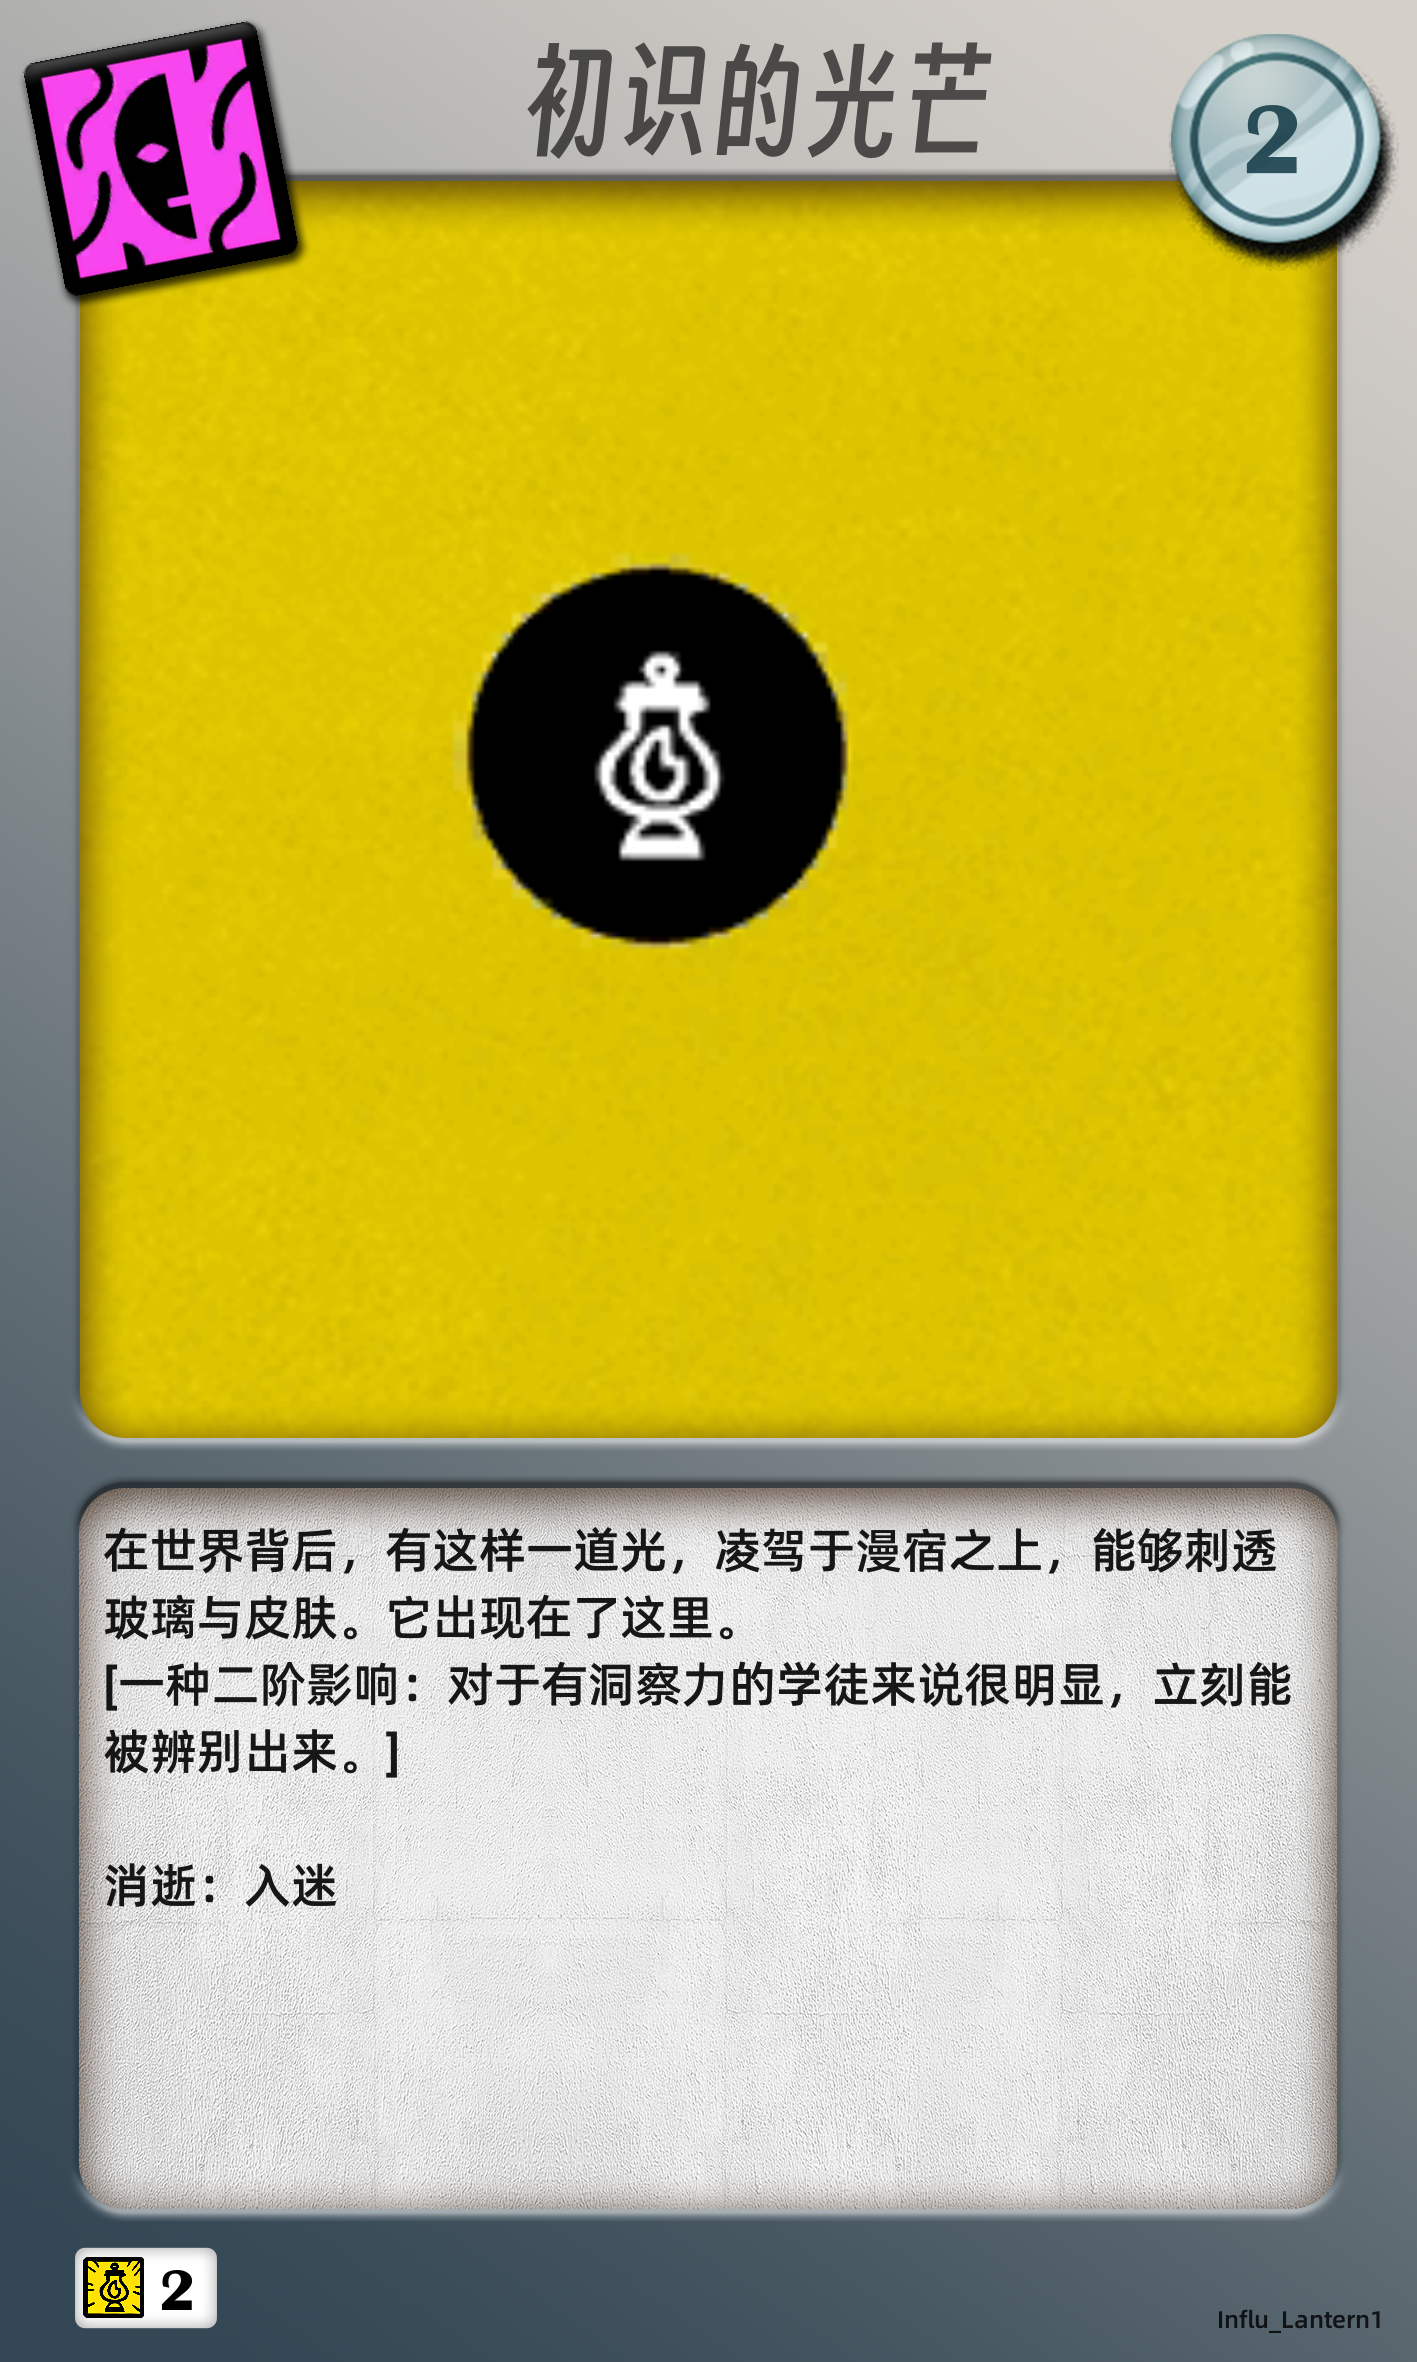 初识的光芒
2
在世界背后，有这样一道光，凌驾于漫宿之上，能够刺透
玻璃与皮肤。它出现在了这里。
[一种二阶影响：对于有洞察力的学徒来说很明显，立刻能
被辨别出来。]
消逝：入迷
2
Influ_Lantern1